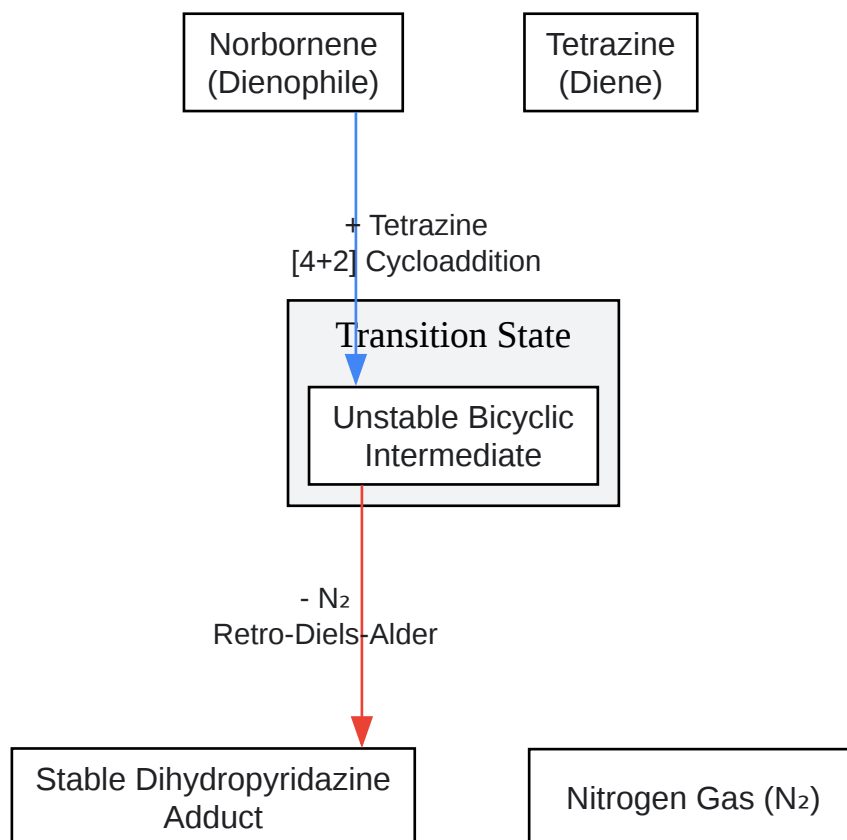 Norbornene
(Dienophile)
Tetrazine
(Diene)
+ Tetrazine
[4+2] Cycloaddition
Transition State
Unstable Bicyclic
Intermediate
- N₂
Retro-Diels-Alder
Stable Dihydropyridazine
Adduct
Nitrogen Gas (N₂)